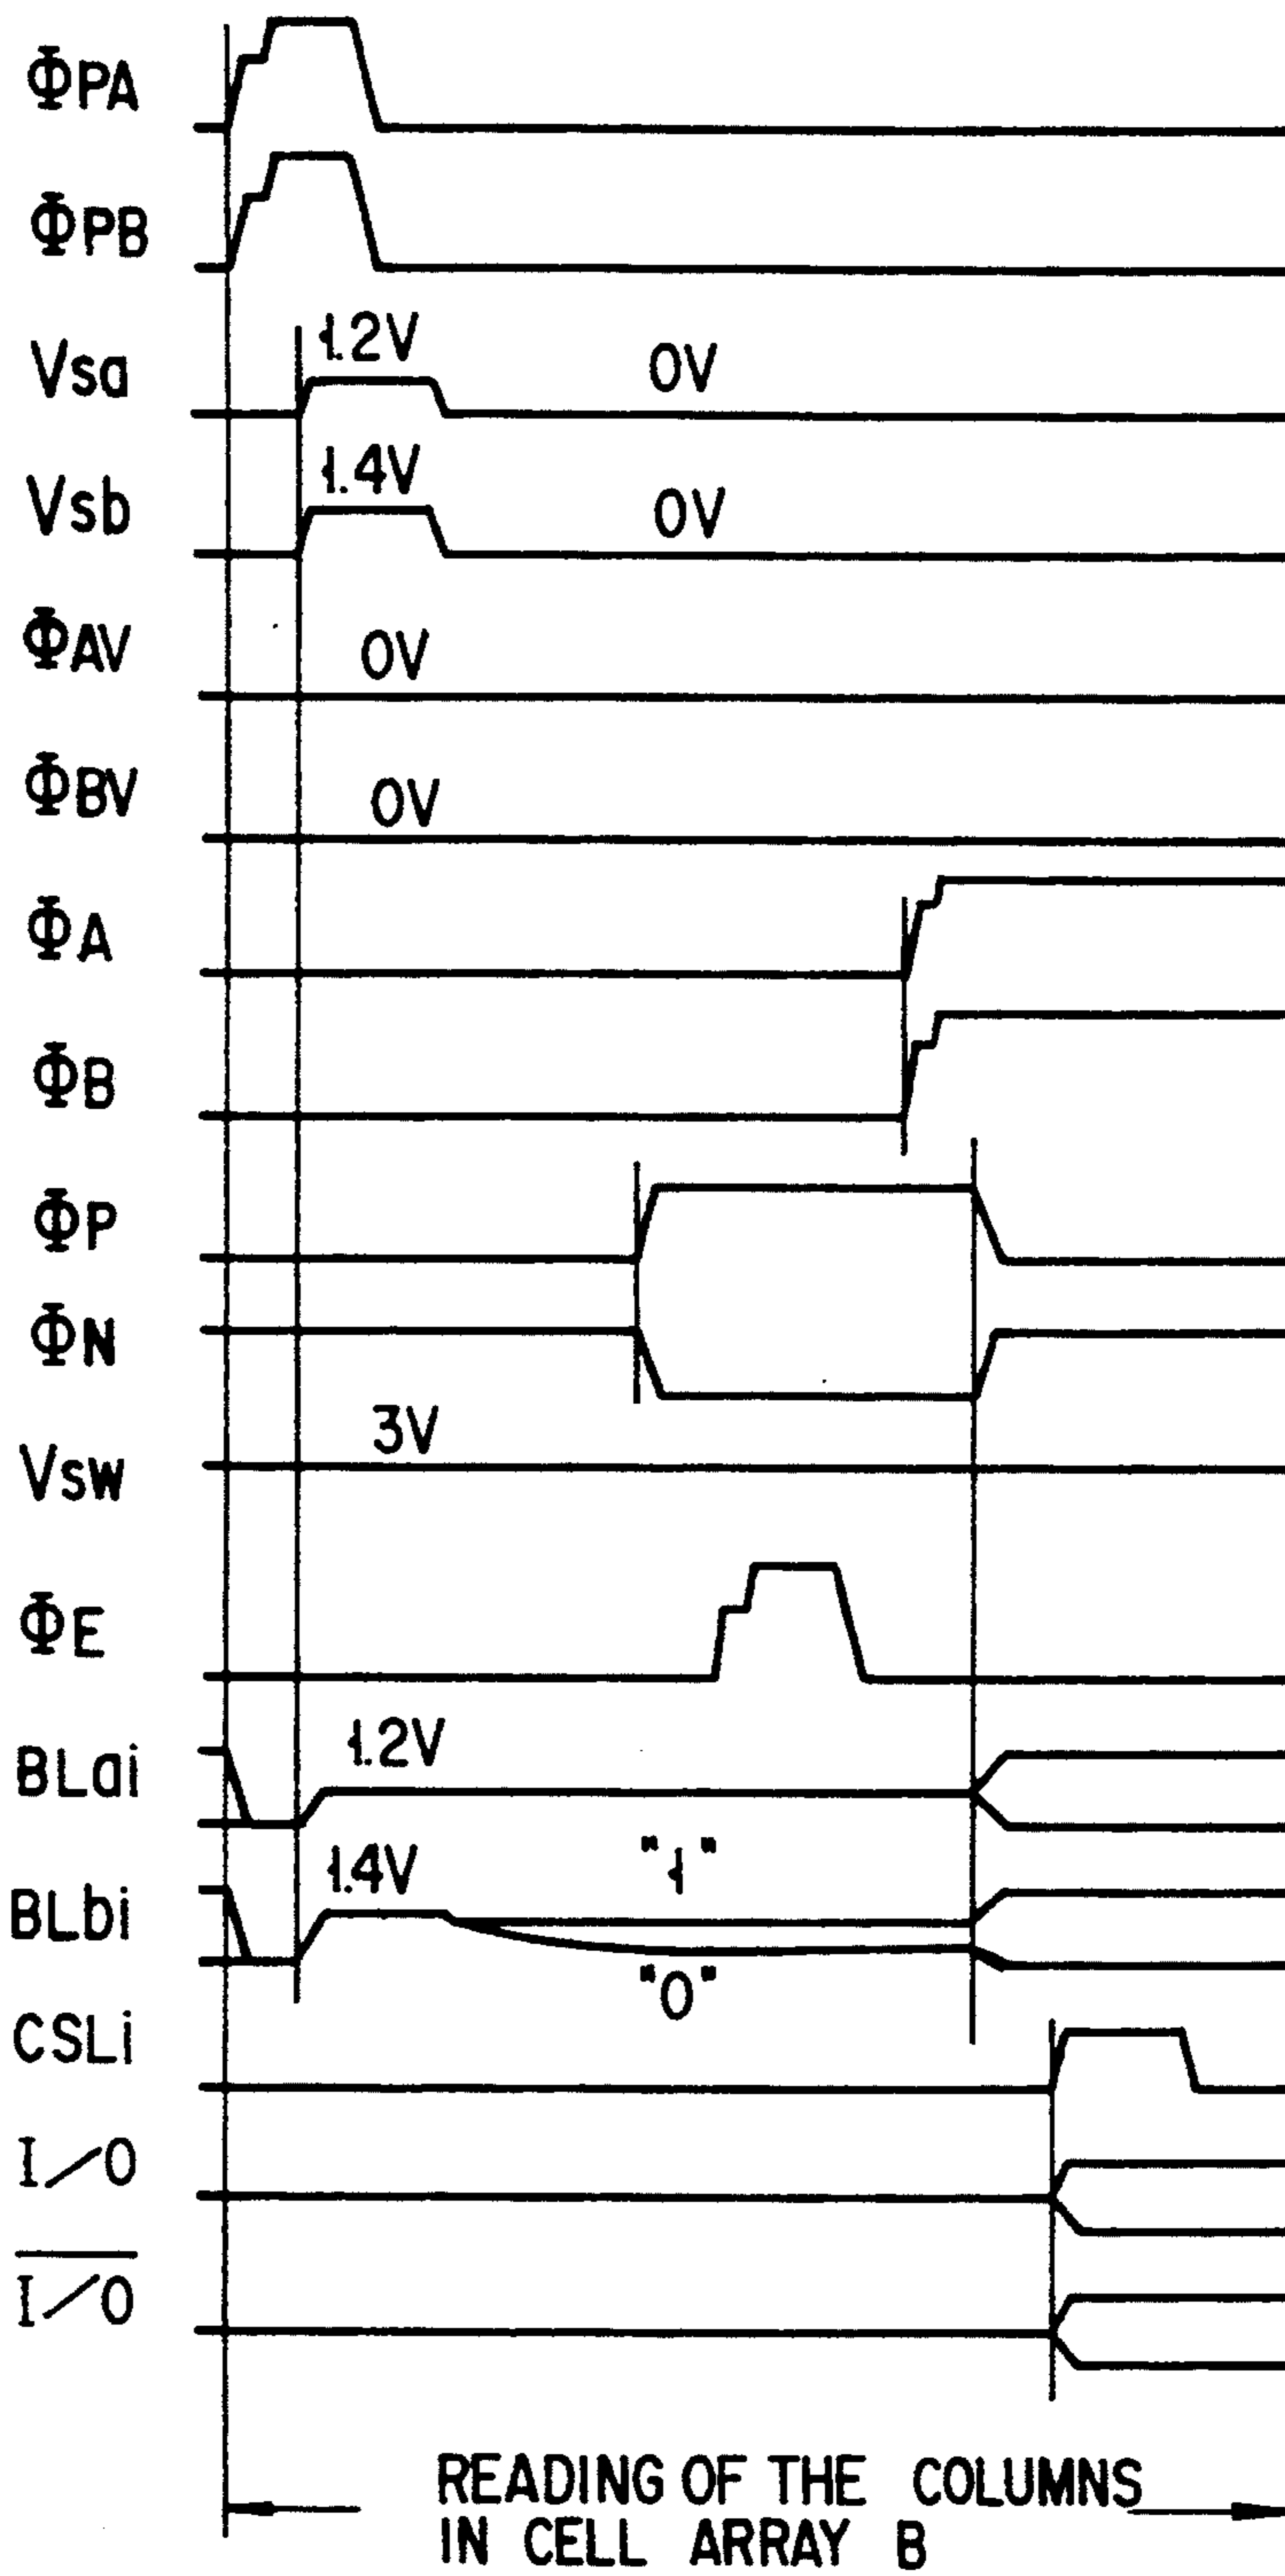 ΦPA
ΦPB
Vsa 1.2V 0V
Vsb 1.4V 0V
ΦAV 0V
ΦBV 0V
ΦA
ΦB
ΦP
ΦN
Vsw 3V
ΦE
BLai 1.2V
BLbi 1.4V "1"
"0"
CSLi
I/O
I/O
READING OF THE COLUMNS
IN CELL ARRAY B